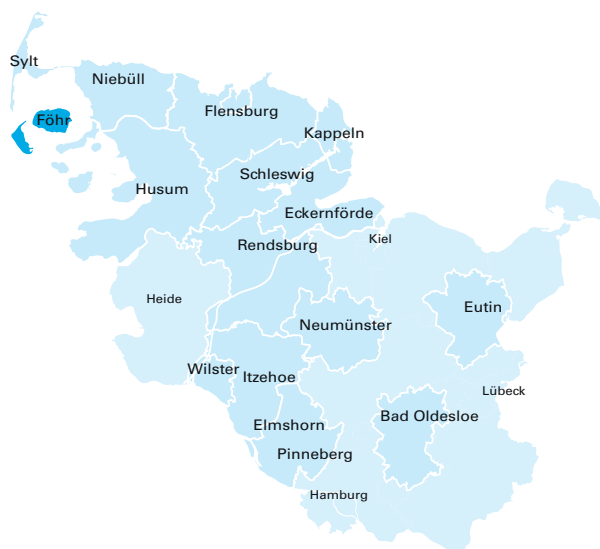 Sylt
Niebüll
Flensburg
Föhr
Kappeln
Schleswig
Husum
Eckernförde
Kiel
Rendsburg
Heide
Eutin
Neumünster
Wilster
Itzehoe
Lübeck
Bad Oldesloe
Elmshorn
Pinneberg
Hamburg